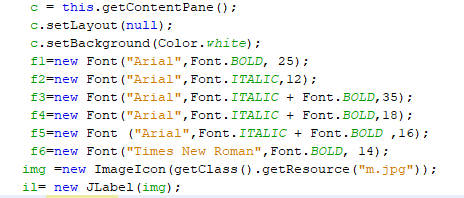 c = this.getContentPane();
c.setLayout(null);
c.setBackground(Color.white);
f1=new Font("Arial",Font.BOLD, 25);
f2=new Font("Arial",Font.ITALIC,12);
f3=new Font("Arial",Font.ITALIC + Font.BOLD,35);
f4=new Font("Arial",Font.ITALIC + Font.BOLD,18);
f5=new Font ("Arial",Font.ITALIC + Font.BOLD ,16);
f6=new Font("Times New Roman",Font.BOLD, 14);
img =new ImageIcon(getClass().getResource("m.jpg"));
il= new JLabel(img);